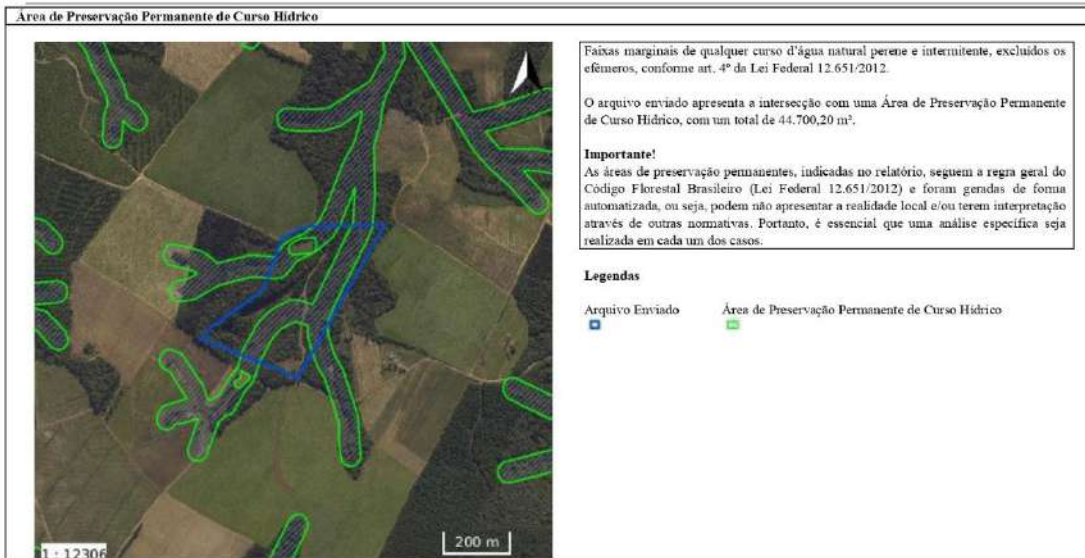 Área de Preservação Permanente de Curso Hídrico
Faixas marginais de qualquer curso d'água natural perene e intermitente, excluídos os
efêmeros, conforme art. 4º da Lei Federal 12.651/2012.
O arquivo enviado apresenta a intersecção com uma Área de Preservação Permanente
de Curso Hídrico, com um total de 44.700,20 m².
Importante!
As áreas de preservação permanentes, indicadas no relatório, seguem a regra geral do
Código Florestal Brasileiro (Lei Federal 12.651/2012) e foram geradas de forma
automatizada, ou seja, podem não apresentar a realidade local e/ou terem interpretação
através de outras normativas. Portanto, é essencial que uma análise específica seja
realizada em cada um dos casos.
Legendas
Arquivo Enviado Área de Preservação Permanente de Curso Hídrico
1 : 12306
200 m